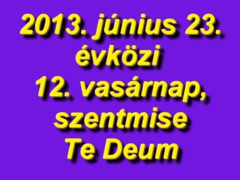 2013. június 23.
évközi
12. vasárnap,
szentmise
Te Deum